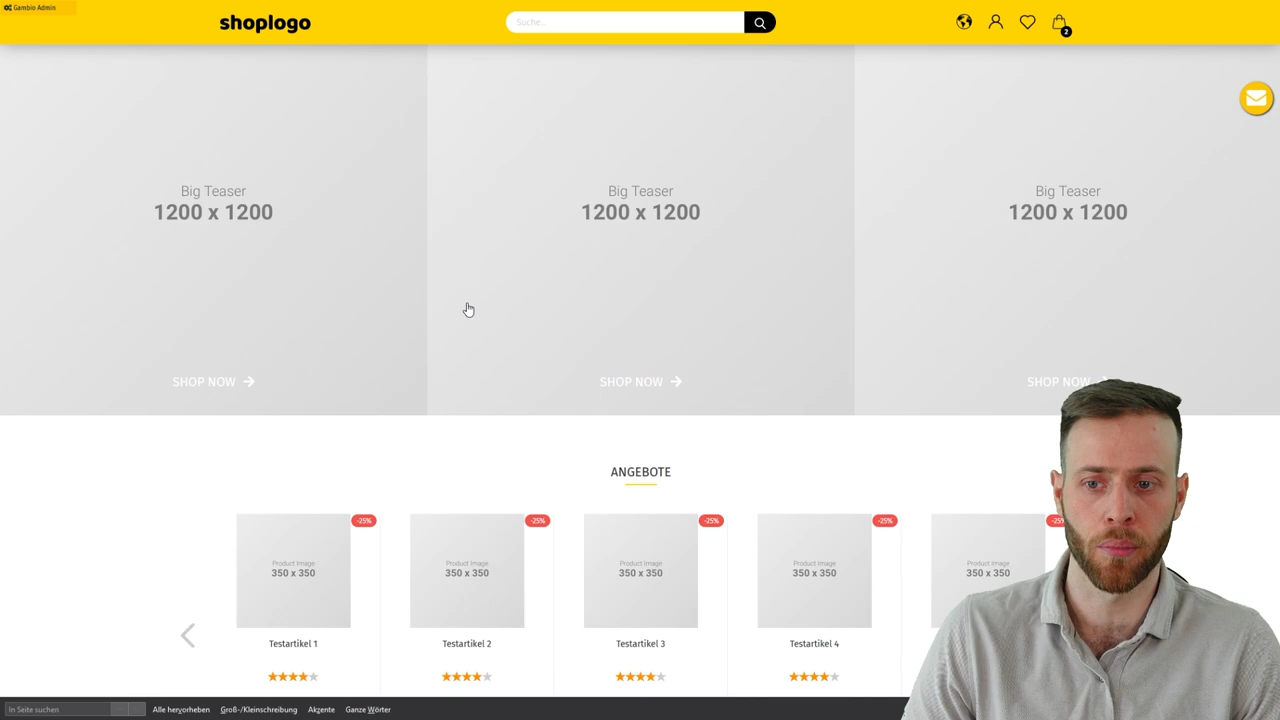 Gambio Admin
shoplogo
Suche...
2
Big Teaser
1200 x 1200
SHOP NOW
Big Teaser
1200 x 1200
SHOP NOW
Big Teaser
1200 x 1200
SHOP NOW
ANGEBOTE
Product Image
350 x 350
-25%
Testartikel 1
Product Image
350 x 350
-25%
Testartikel 2
Product Image
350 x 350
-25%
Testartikel 3
Product Image
350 x 350
-25%
Testartikel 4
Product Image
350 x 350
In Seite suchen
Alle hervorheben
Groß-/Kleinschreibung
Akzente
Ganze Wörter